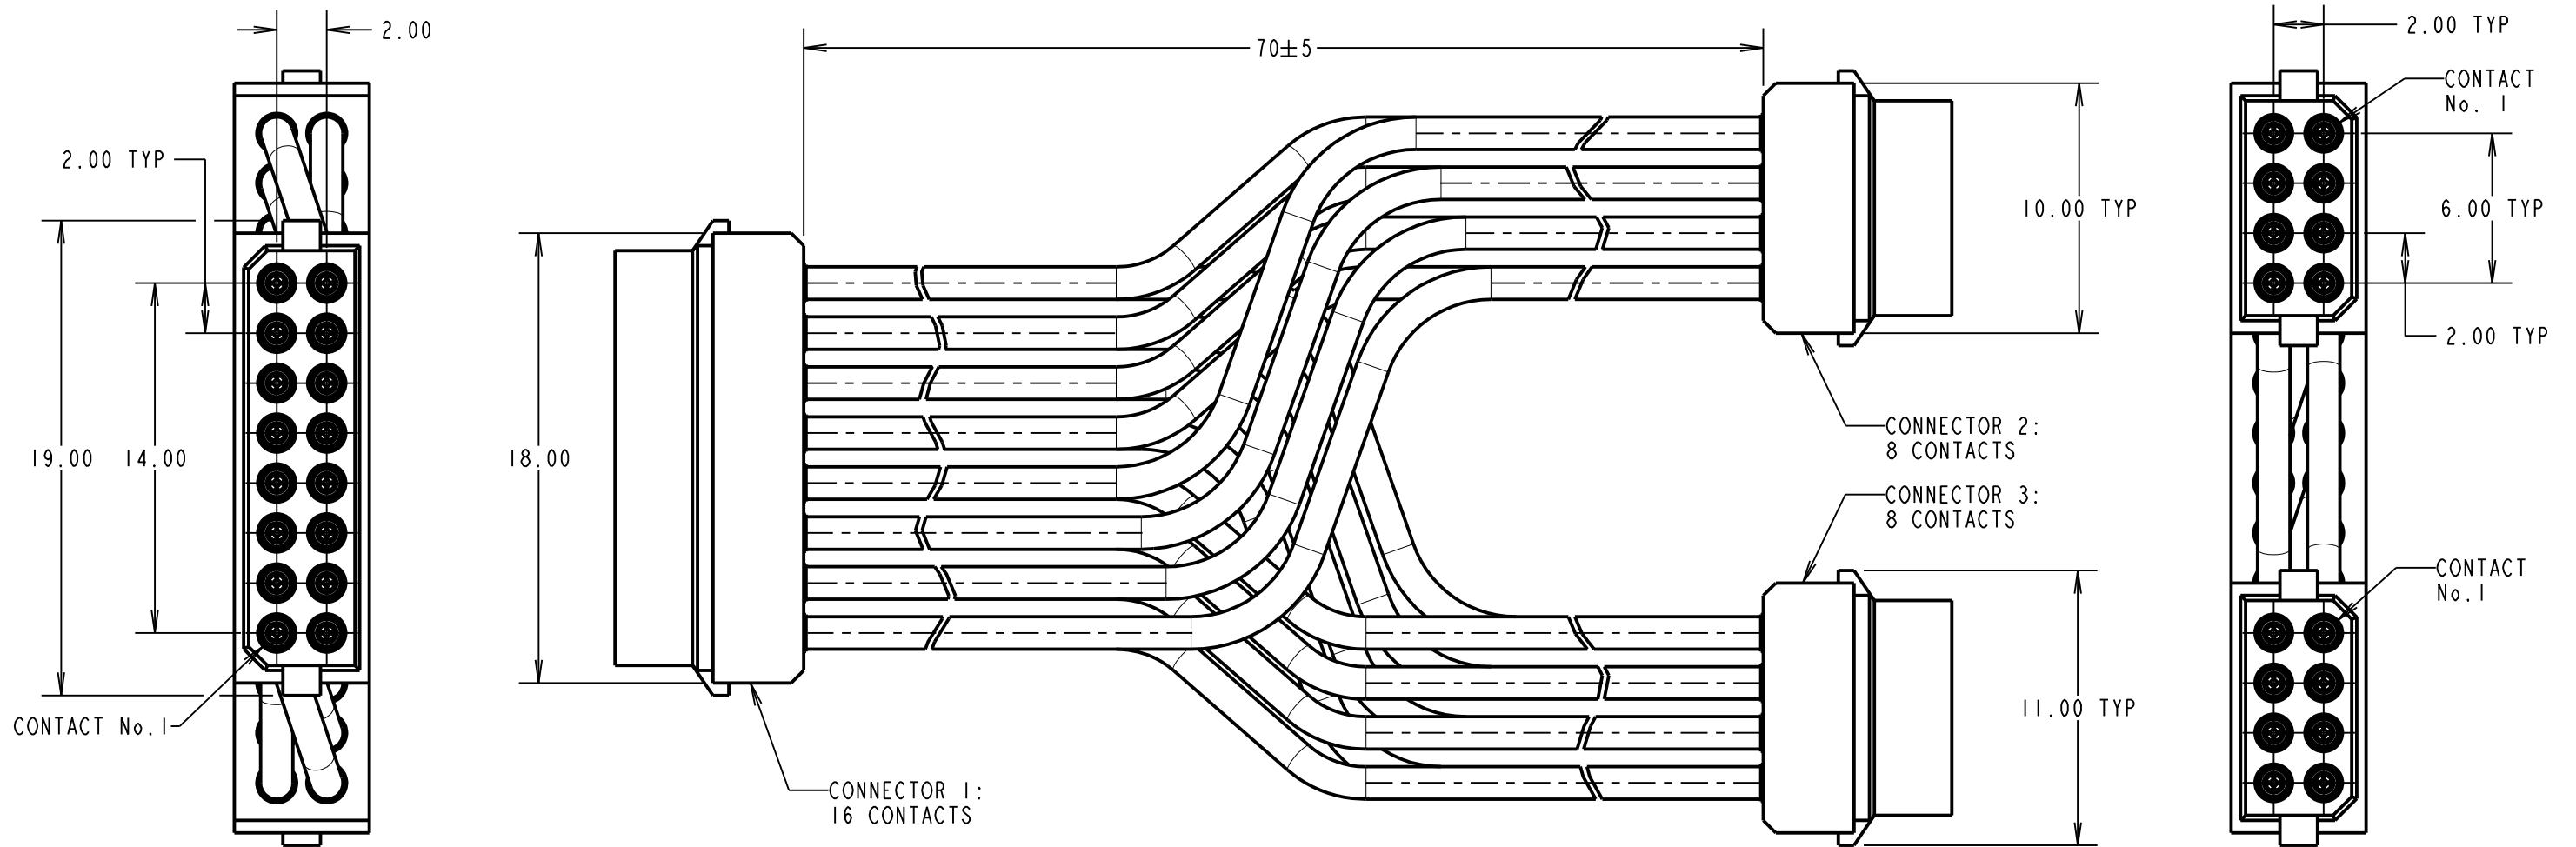 2.00
2.00 TYP
19.00
14.00
CONTACT No.1
18.00
70±5
CONNECTOR 1:
16 CONTACTS
10.00 TYP
CONNECTOR 2:
8 CONTACTS
CONNECTOR 3:
8 CONTACTS
11.00 TYP
2.00 TYP
CONTACT
No. 1
6.00 TYP
2.00 TYP
CONTACT
No.1